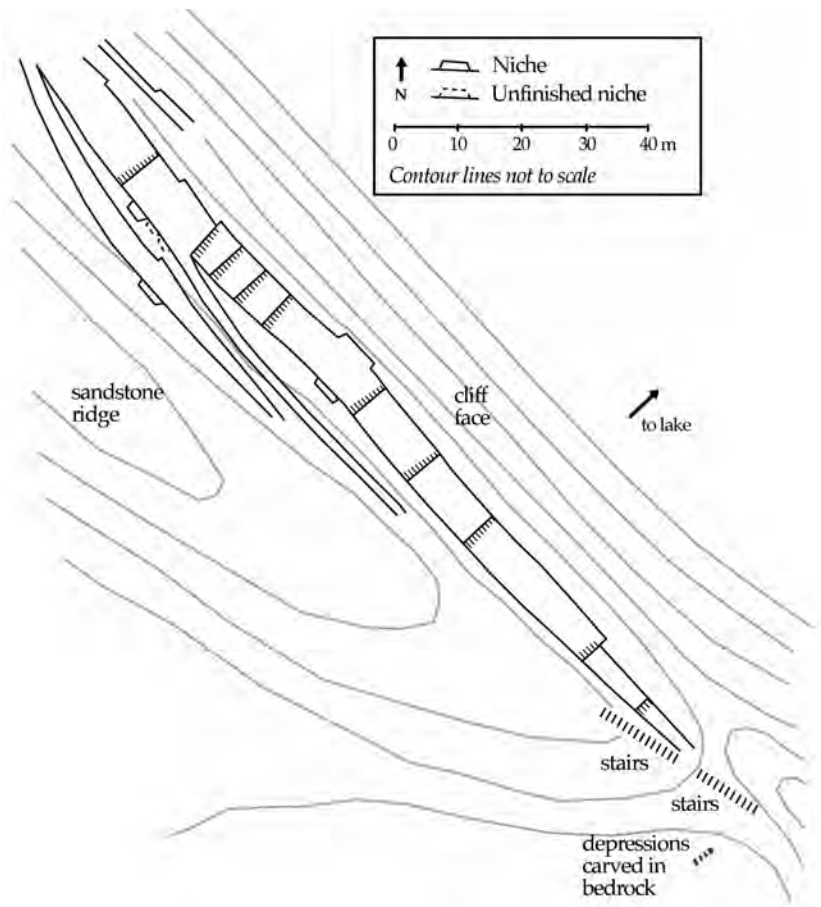 Niche
N
Unfinished niche
0 10 20 30 40 m
Contour lines not to scale
sandstone
ridge
cliff
face
to lake
stairs
stairs
depressions
carved in
bedrock